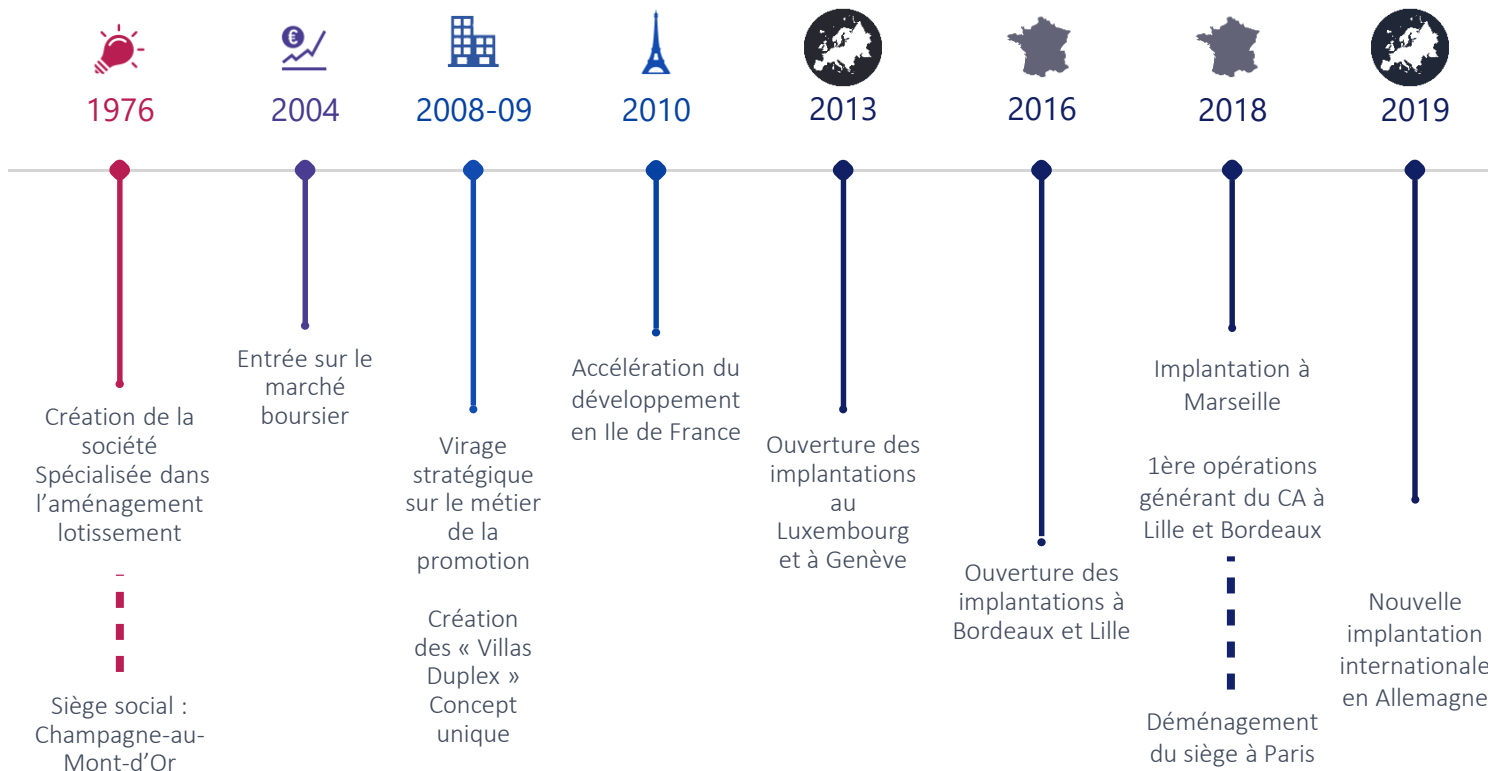 1976
2004
2008-09
2010
2013
2016
2018
2019
Création de la
société
Spécialisée dans
l’aménagement
lotissement
Siège social :
Champagne-au-
Mont-d’Or
Entrée sur le
marché
boursier
Virage
stratégique
sur le métier
de la
promotion
Création
des « Villas
Duplex »
Concept
unique
Accélération du
développement
en Ile de France
Ouverture des
implantations
au
Luxembourg
et à Genève
Ouverture des
implantations à
Bordeaux et Lille
Implantation à
Marseille
1ère opérations
générant du CA à
Lille et Bordeaux
Déménagement
du siège à Paris
Nouvelle
implantation
internationale
en Allemagne